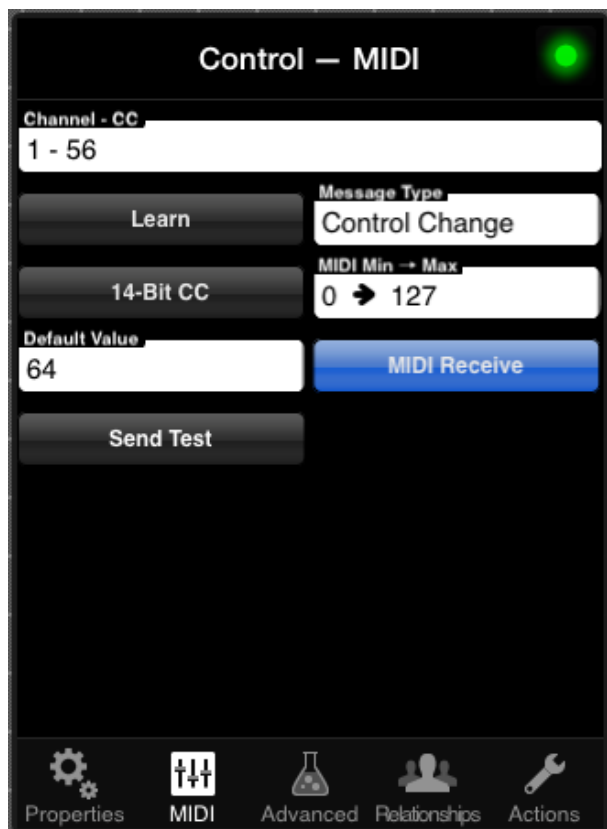 Control — MIDI
Channel - CC
1 - 56
Learn
Message Type
Control Change
14-Bit CC
MIDI Min → Max
0 ➔ 127
Default Value
64
MIDI Receive
Send Test
Properties MIDI Advanced Relationships Actions